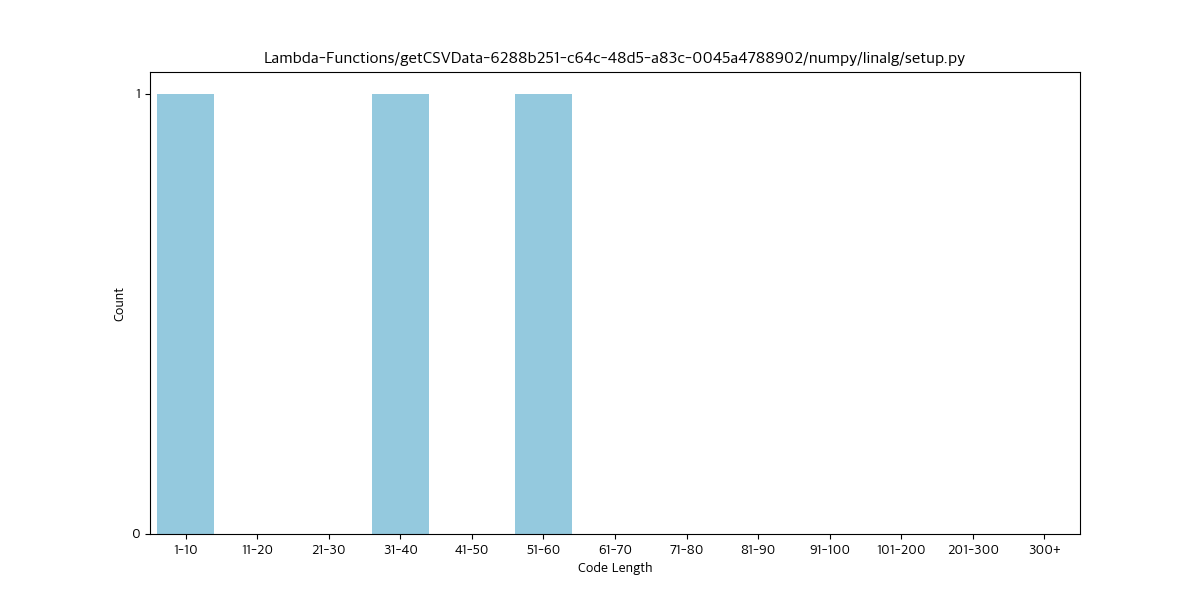 Lambda-Functions/getCSVData-6288b251-c64c-48d5-a83c-0045a4788902/numpy/linalg/setup.py
1
Count
0
1-10 11-20 21-30 31-40 41-50 51-60 61-70 71-80 81-90 91-100 101-200 201-300 300+
Code Length